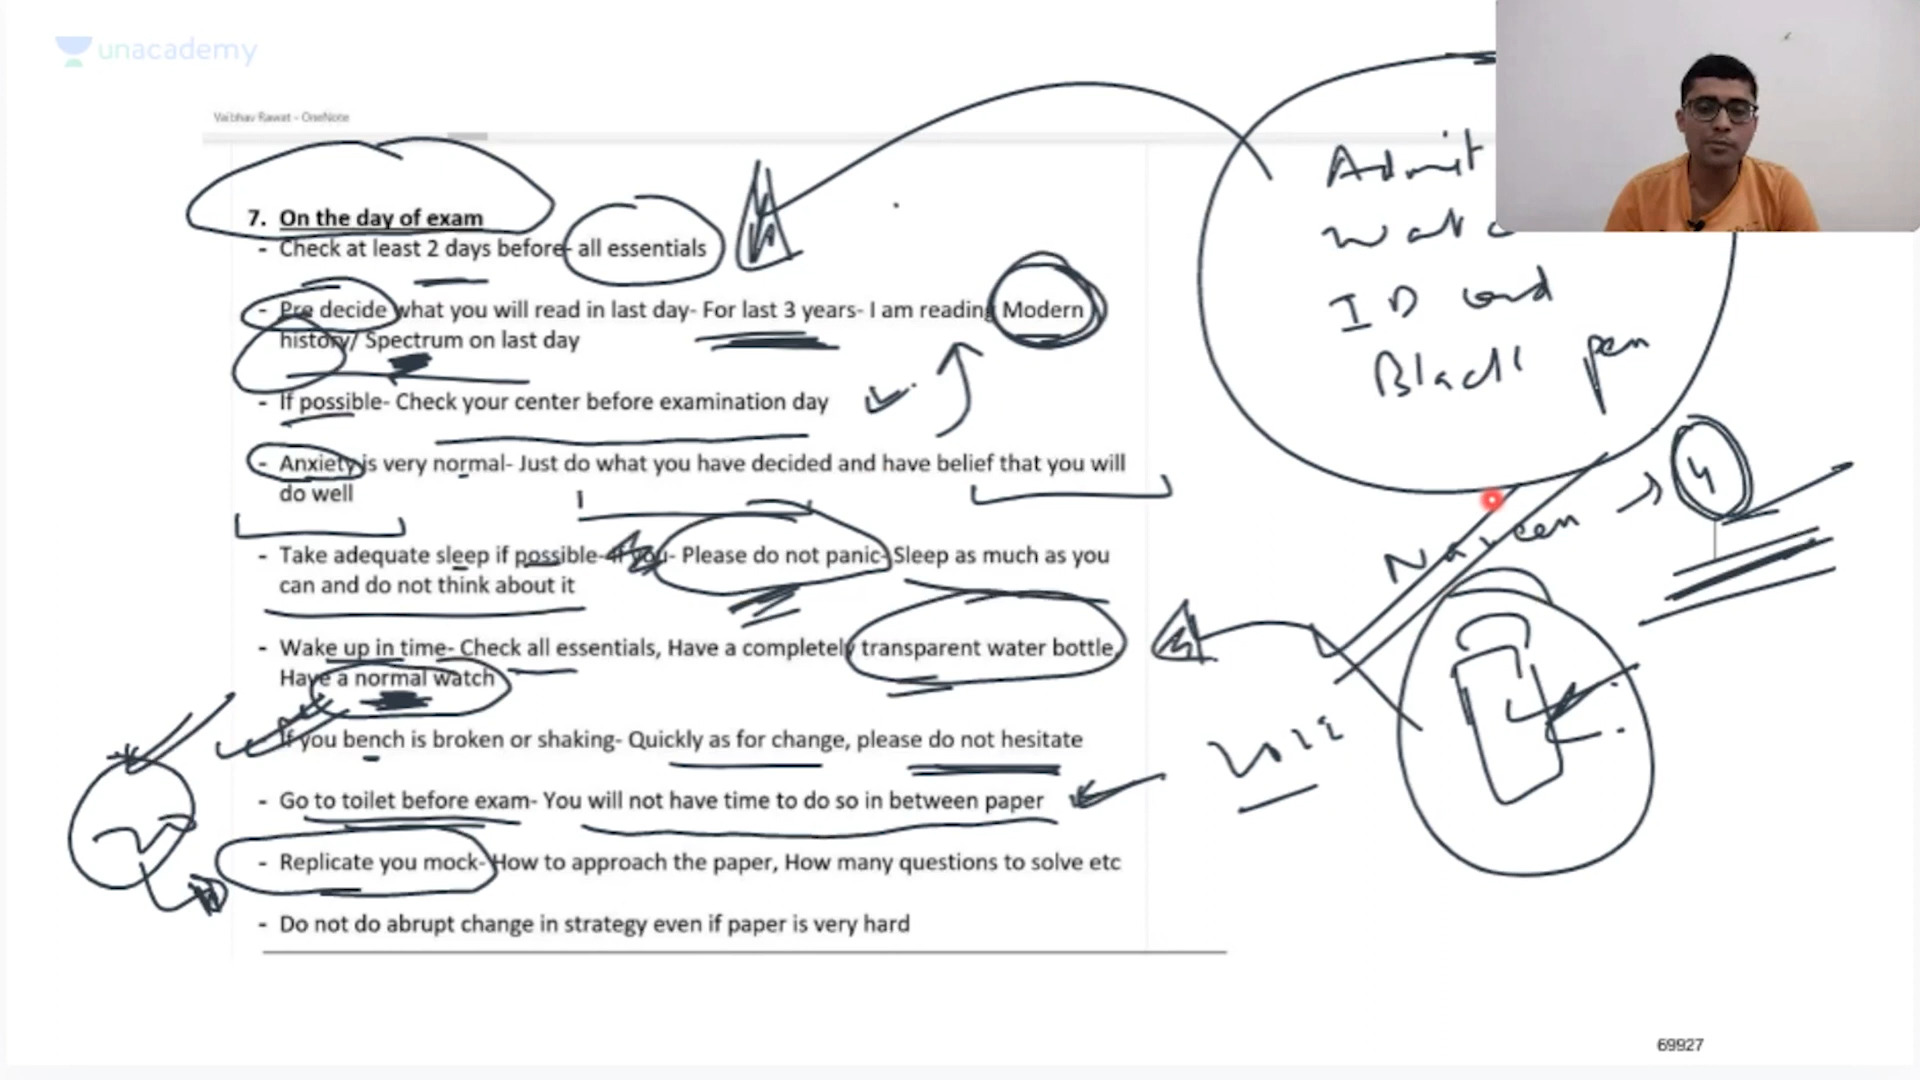 unacademy
Vaibhav Rawat - OneNote
7. On the day of exam
- Check at least 2 days before- all essentials
- Pre decide what you will read in last day- For last 3 years- I am reading Modern
history/ Spectrum on last day
- If possible- Check your center before examination day
- Anxiety is very normal- Just do what you have decided and have belief that you will
do well
- Take adequate sleep if possible- If you- Please do not panic- Sleep as much as you
can and do not think about it
- Wake up in time- Check all essentials, Have a completely transparent water bottle,
Have a normal watch
If you bench is broken or shaking- Quickly as for change, please do not hesitate
- Go to toilet before exam- You will not have time to do so in between paper
- Replicate you mock- How to approach the paper, How many questions to solve etc
- Do not do abrupt change in strategy even if paper is very hard
Admit
ID card
Black pen
Naveen
4
2022
69927